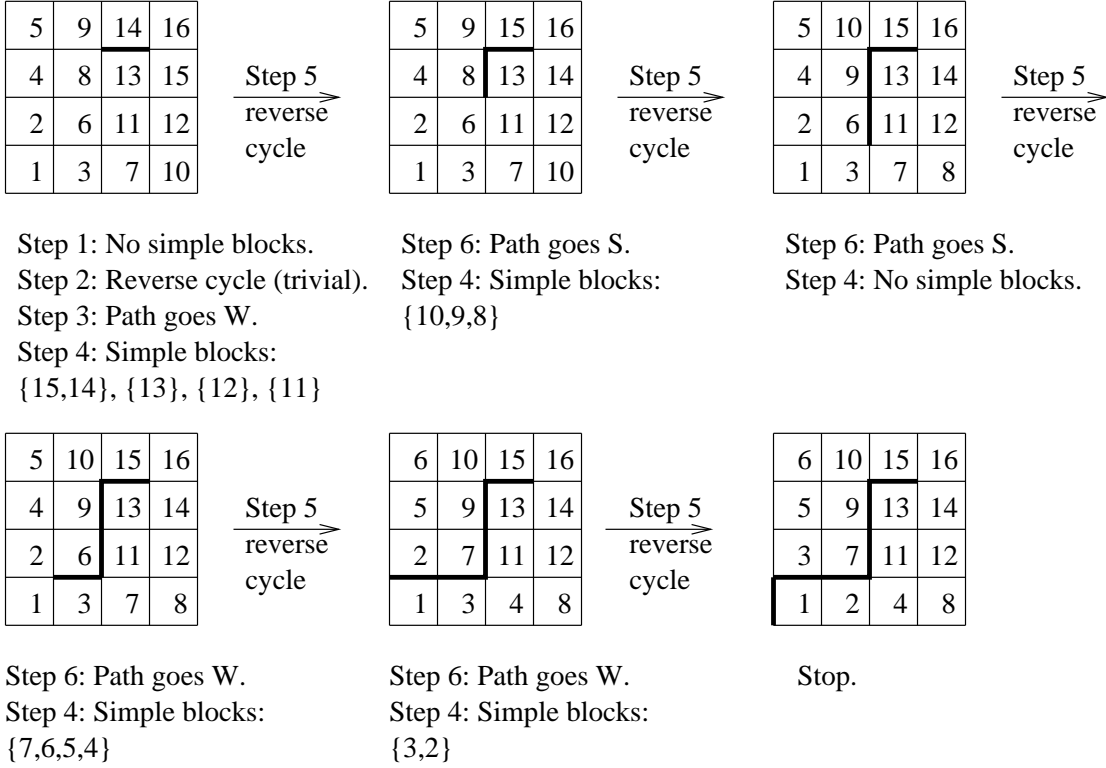 5 9 14 16
4 8 13 15
2 6 11 12
1 3 7 10
Step 5
reverse
cycle
5 9 15 16
4 8 13 14
2 6 11 12
1 3 7 10
Step 5
reverse
cycle
5 10 15 16
4 9 13 14
2 6 11 12
1 3 7 8
Step 5
reverse
cycle
Step 1: No simple blocks.
Step 2: Reverse cycle (trivial).
Step 3: Path goes W.
Step 4: Simple blocks:
{15,14}, {13}, {12}, {11}
Step 6: Path goes S.
Step 4: Simple blocks:
{10,9,8}
Step 6: Path goes S.
Step 4: No simple blocks.
5 10 15 16
4 9 13 14
2 6 11 12
1 3 7 8
Step 5
reverse
cycle
6 10 15 16
5 9 13 14
2 7 11 12
1 3 4 8
Step 5
reverse
cycle
6 10 15 16
5 9 13 14
3 7 11 12
1 2 4 8
Step 6: Path goes W.
Step 4: Simple blocks:
{7,6,5,4}
Step 6: Path goes W.
Step 4: Simple blocks:
{3,2}
Stop.